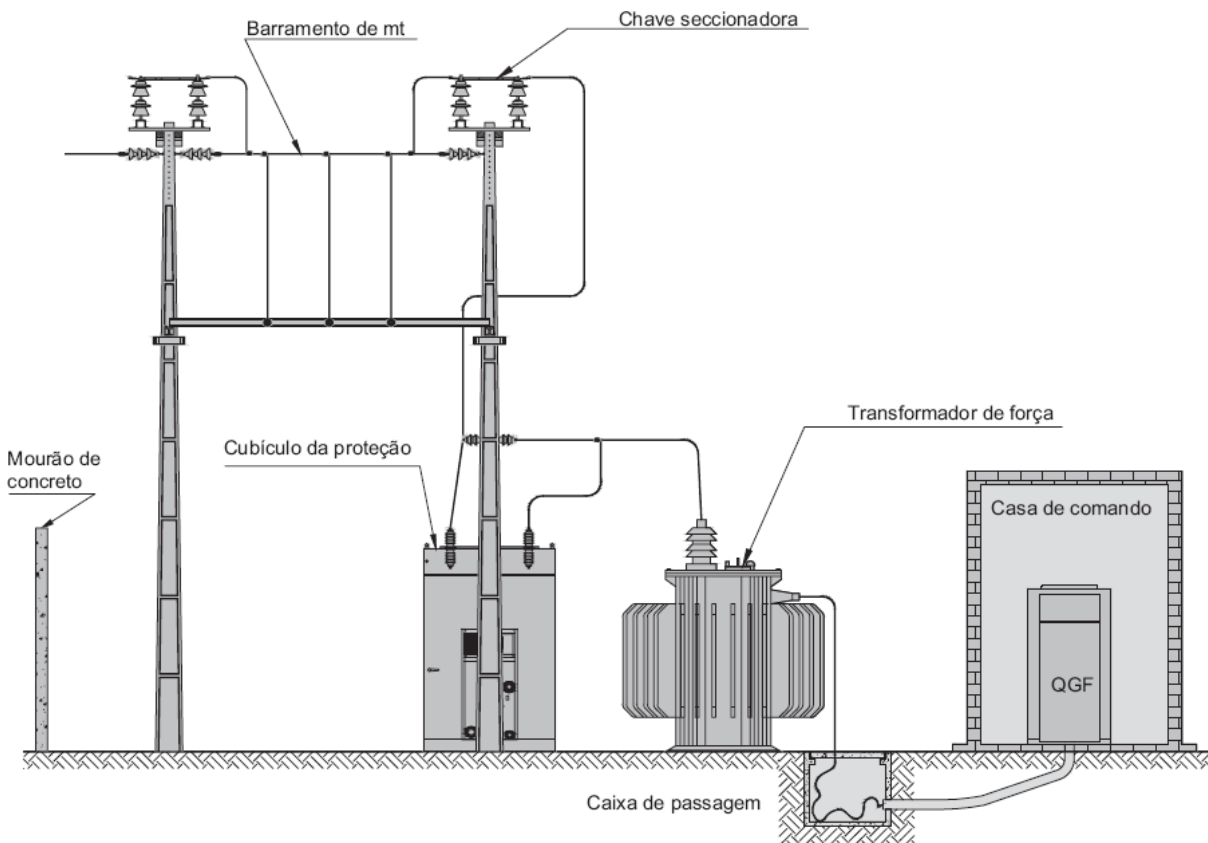 Chave seccionadora
Barramento de mt
Transformador de força
Cubículo da proteção
Mourão de
concreto
Casa de comando
QGF
Caixa de passagem